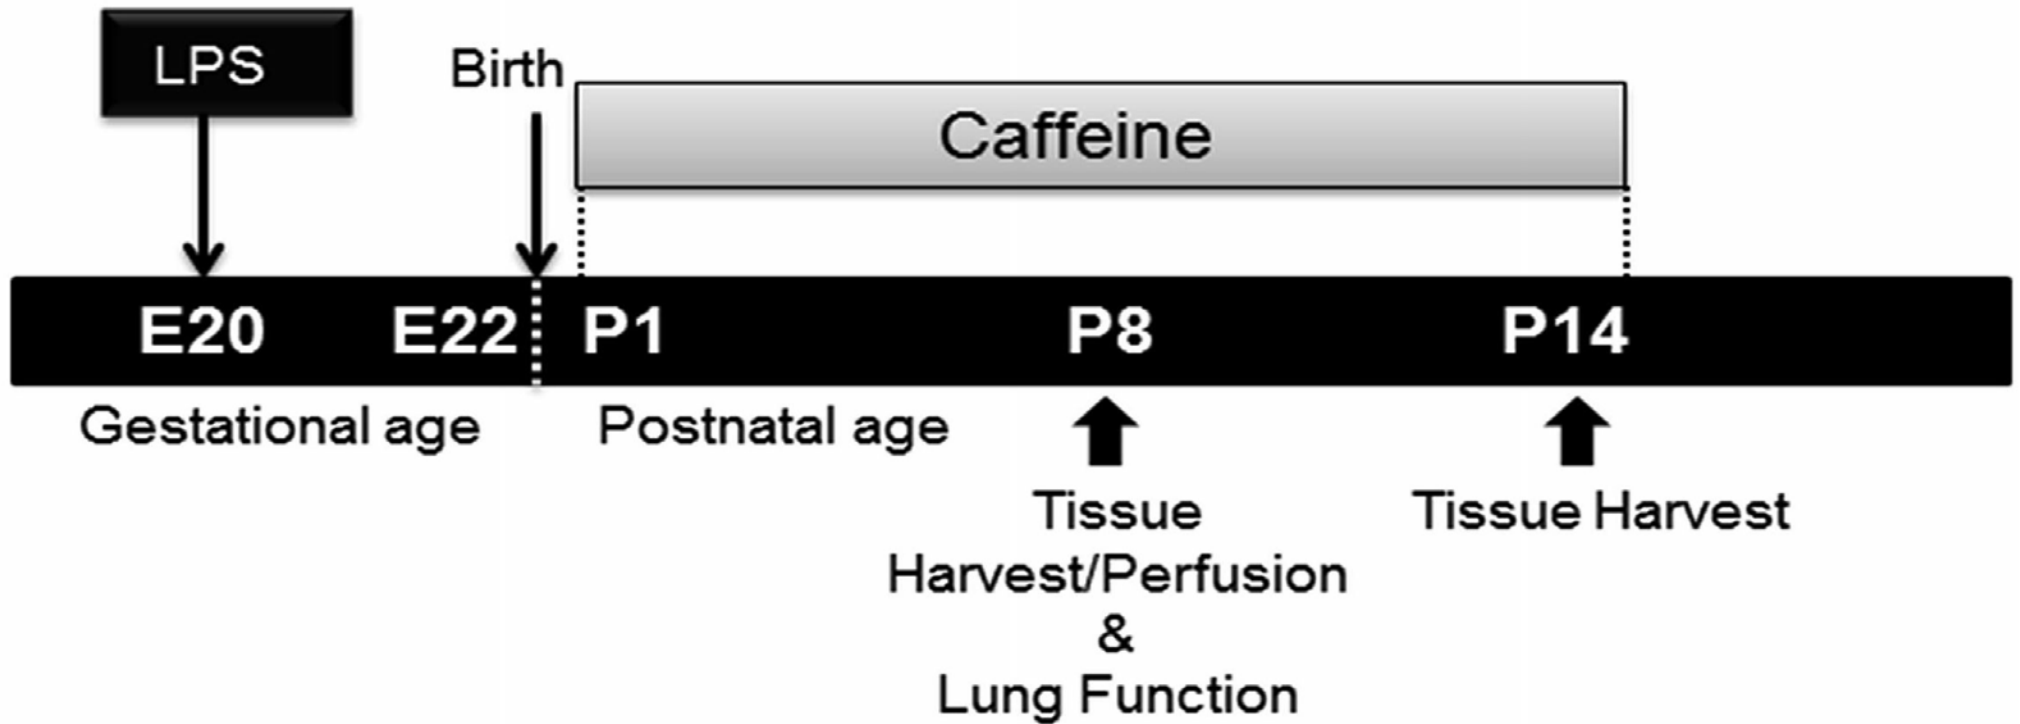 LPS
Birth
Caffeine
E20 E22 P1 P8 P14
Gestational age Postnatal age
Tissue
Harvest/Perfusion
&
Lung Function
Tissue Harvest